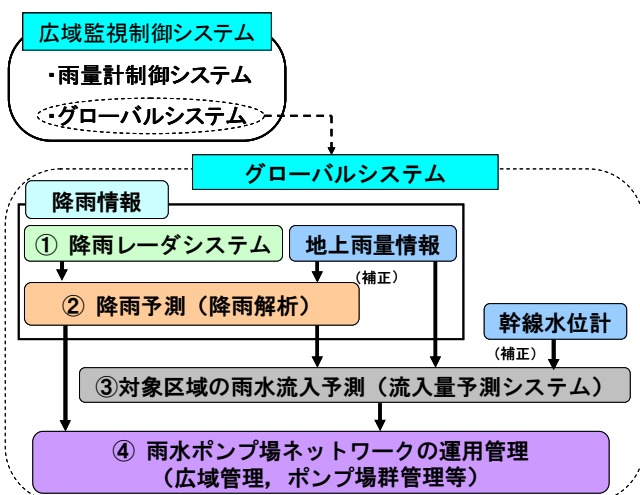 広域監視制御システム
・雨量計制御システム
・グローバルシステム
グローバルシステム
降雨情報
① 降雨レーダシステム
地上雨量情報
(補正)
② 降雨予測（降雨解析）
幹線水位計
(補正)
③対象区域の雨水流入予測（流入量予測システム）
④ 雨水ポンプ場ネットワークの運用管理
（広域管理，ポンプ場群管理等）